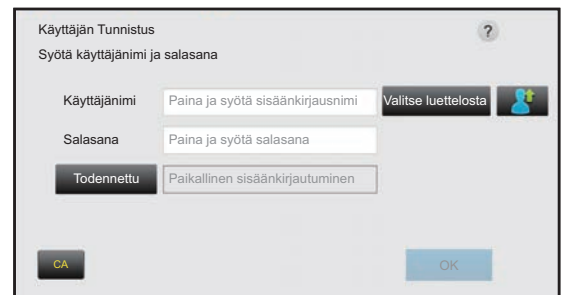 Käyttäjän Tunnistus
?
Syötä käyttäjänimi ja salasana
Käyttäjänimi
Paina ja syötä sisäänkirjausnimi
Valitse luettelosta
Salasana
Paina ja syötä salasana
Todennettu
Paikallinen sisäänkirjautuminen
CA
OK